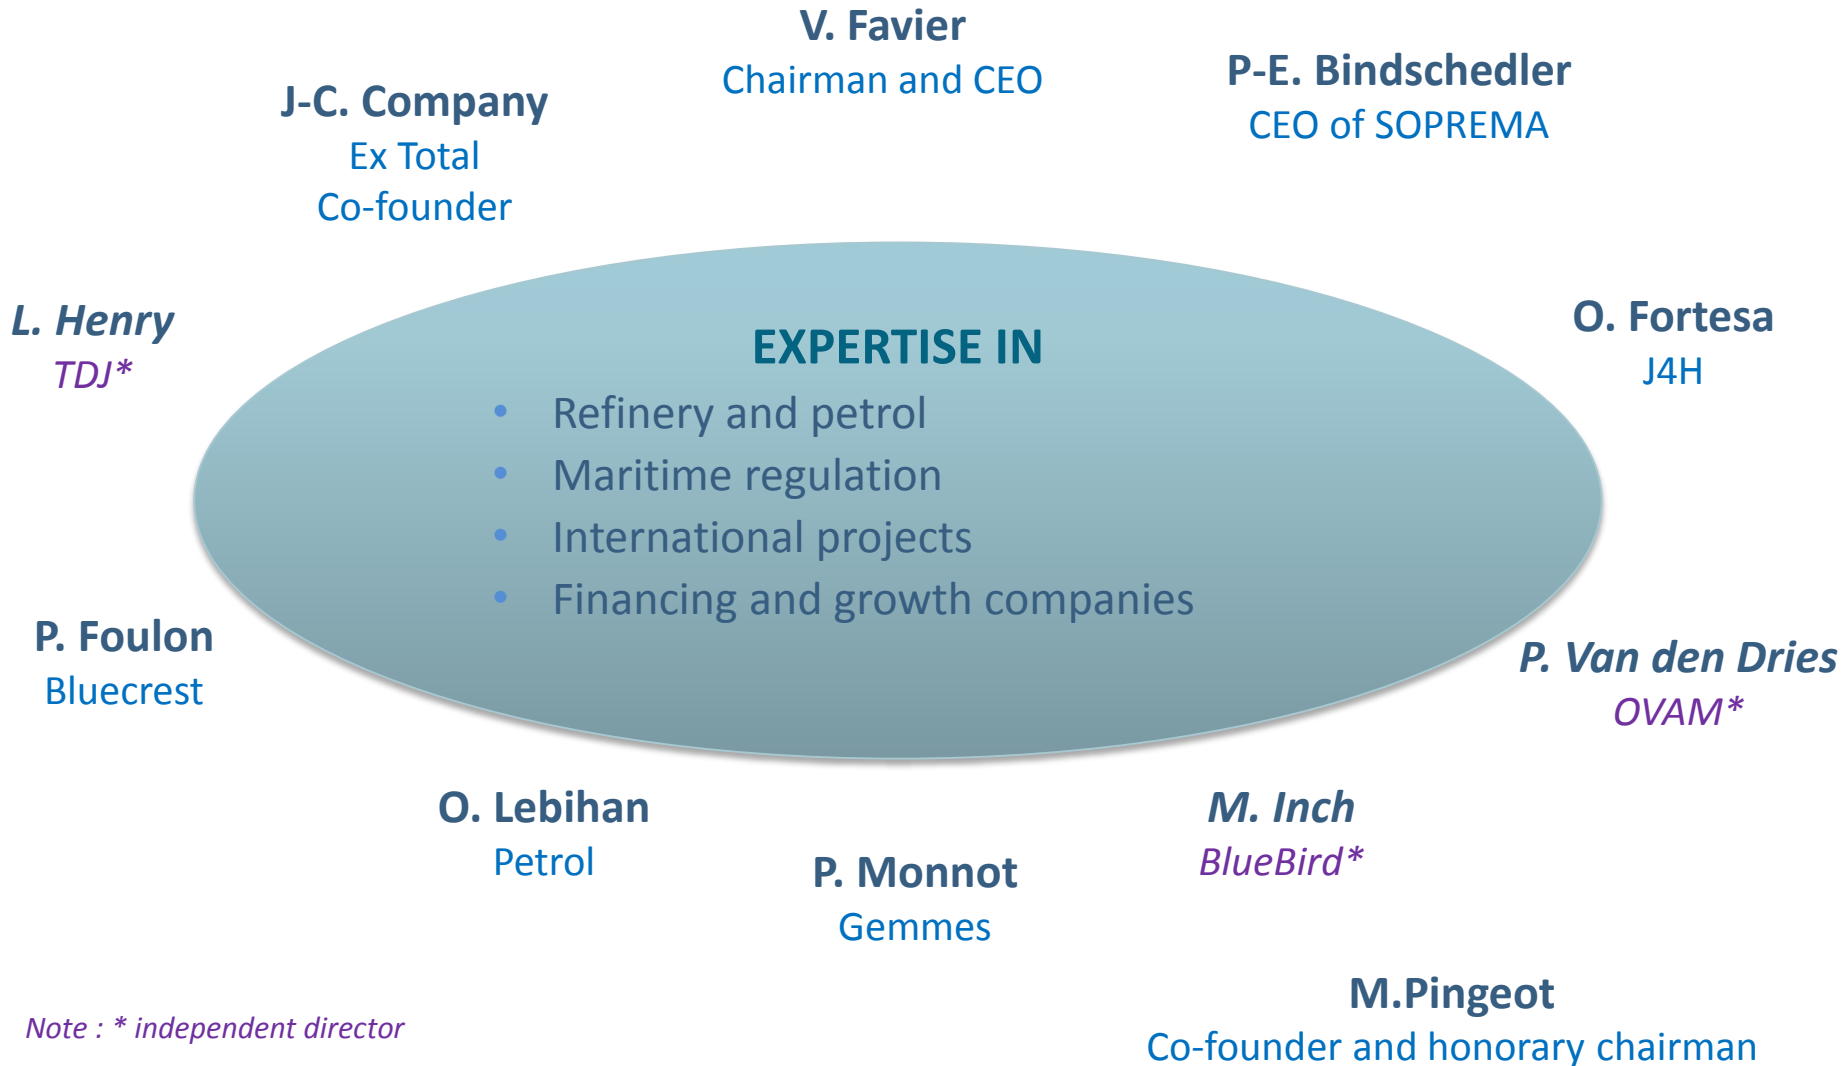 V. Favier
Chairman and CEO
P-E. Bindschedler
CEO of SOPREMA
J-C. Company
Ex Total
Co-founder
L. Henry
TDJ*
O. Fortesa
J4H
EXPERTISE IN
• Refinery and petrol
• Maritime regulation
• International projects
• Financing and growth companies
P. Foulon
Bluecrest
P. Van den Dries
OVAM*
O. Lebihan
Petrol
M. Inch
BlueBird*
P. Monnot
Gemmes
M.Pingeot
Co-founder and honorary chairman
Note : * independent director